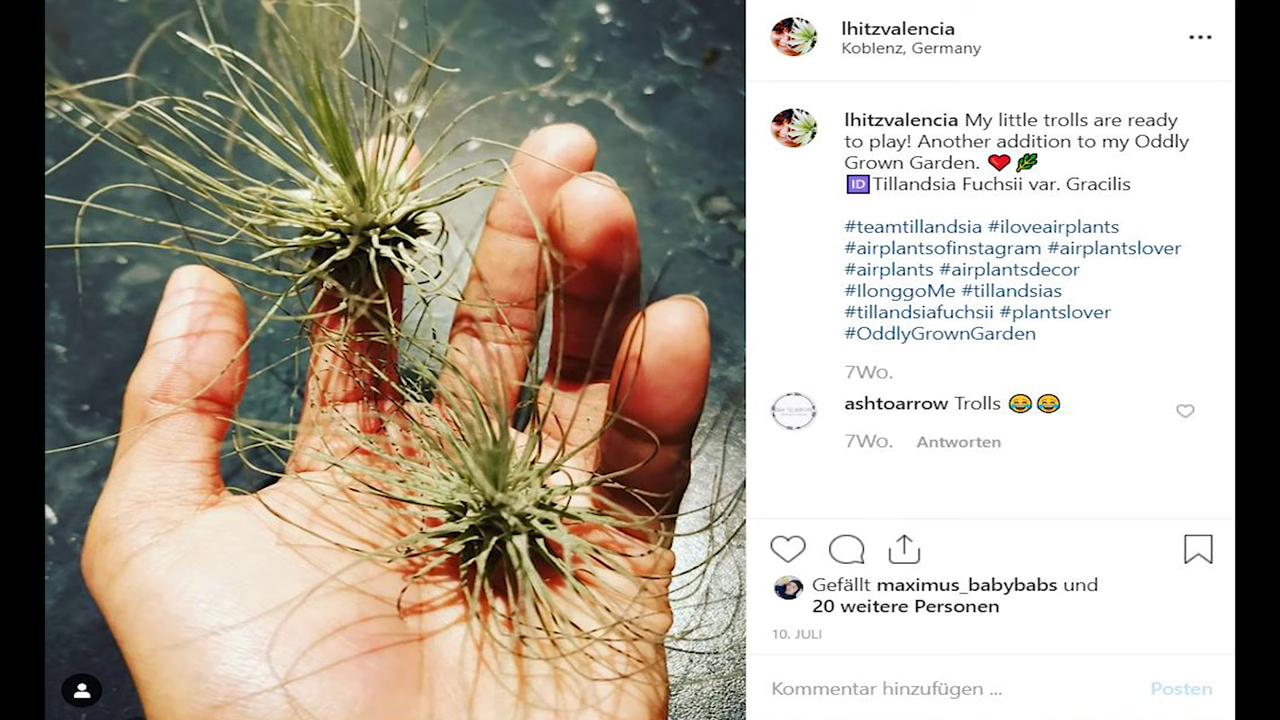 lhitzvalencia
Koblenz, Germany
lhitzvalencia My little trolls are ready
to play! Another addition to my Oddly
Grown Garden. ❤️🌿
🆔Tillandsia Fuchsii var. Gracilis
#teamtillandsia #iloveairplants
#airplantsofinstagram #airplantslover
#airplants #airplantsdecor
#IlonggoMe #tillandsias
#tillandsiafuchsii #plantslover
#OddlyGrownGarden
7Wo.
ashtoarrow Trolls 😂😂
7Wo. Antworten
Gefällt maximus_babybabs und
20 weitere Personen
10. JULI
Kommentar hinzufügen ... Posten